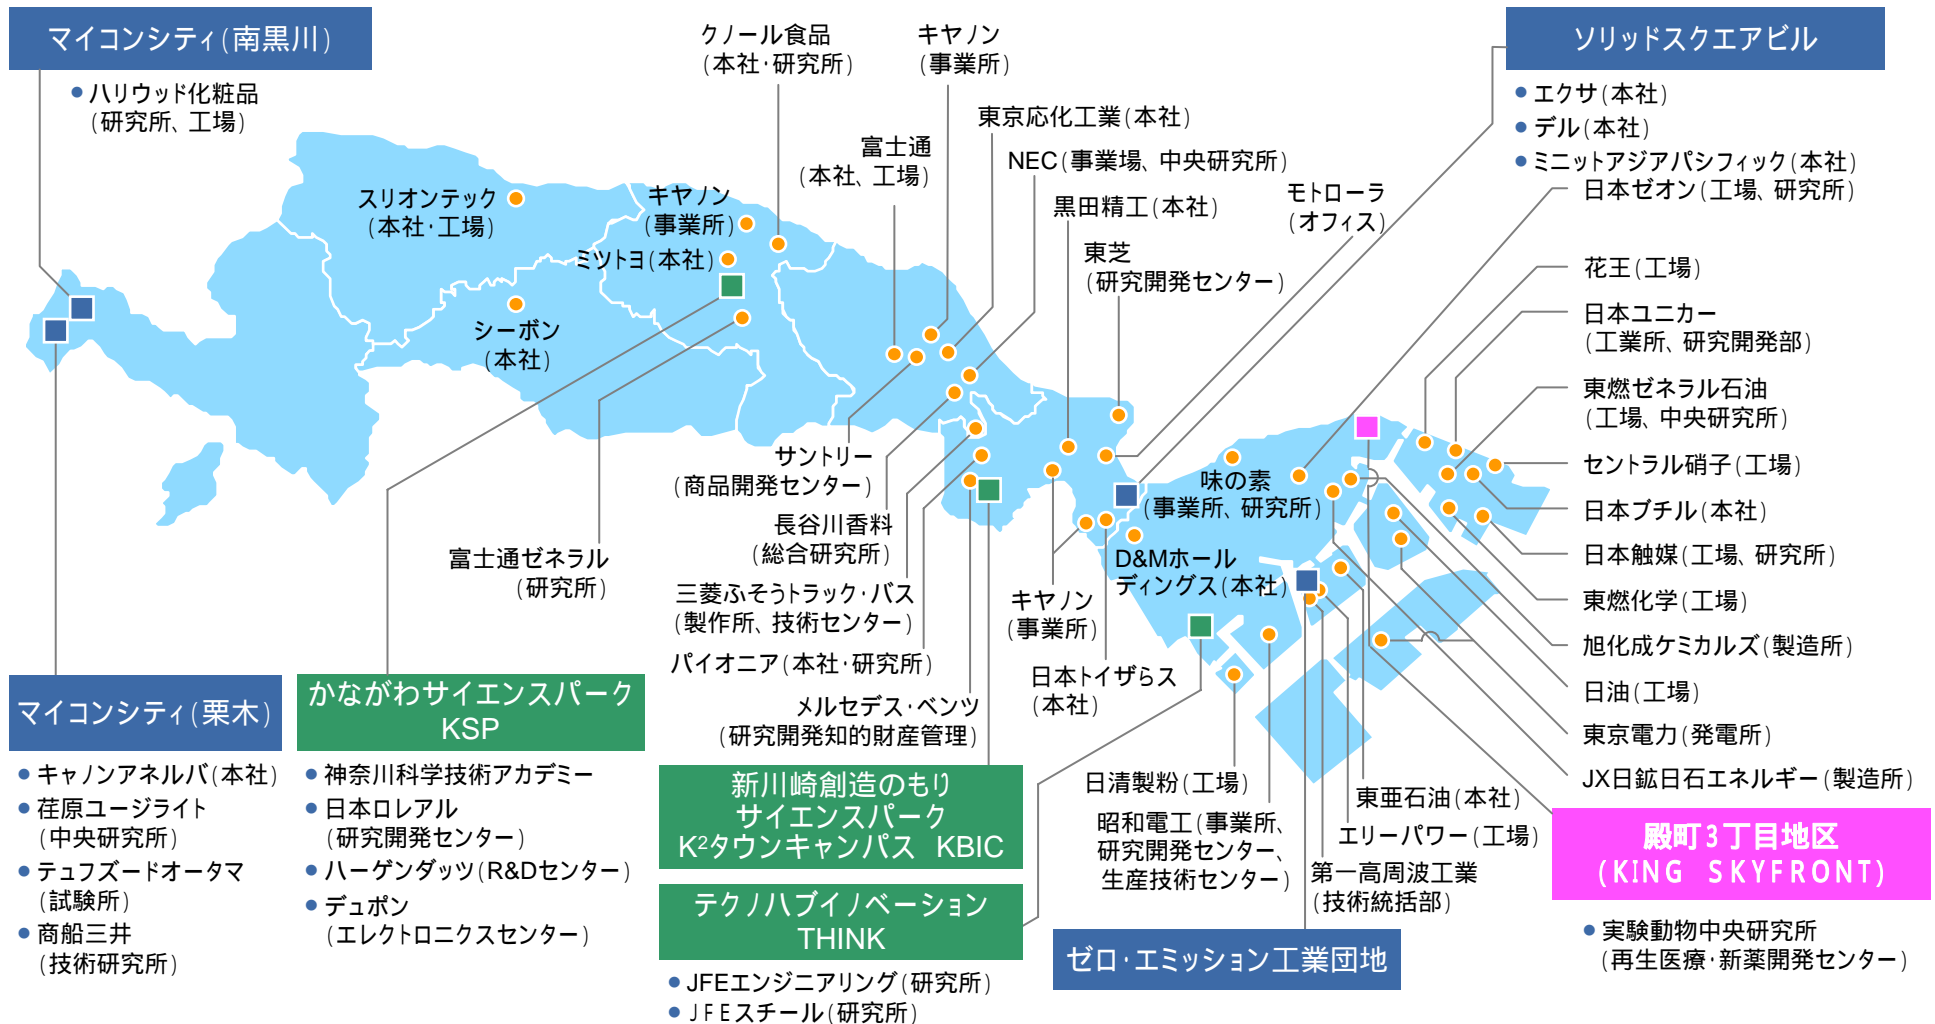 マイコンシティ(南黒川)
●ハリウッド化粧品
(研究所、工場)
クノール食品
(本社・研究所)
キヤノン
(事業所)
東京応化工業(本社)
富士通
(本社、工場)
NEC(事業場、中央研究所)
黒田精工(本社)
モトローラ
(オフィス)
東芝
(研究開発センター)
スリオンテック
(本社・工場)
キヤノン
(事業所)
ミツトヨ(本社)
シーボン
(本社)
ソリッドスクエアビル
●エクサ(本社)
●デル(本社)
●ミニットアジアパシフィック(本社)
日本ゼオン(工場、研究所)
花王(工場)
日本ユニカー
(工業所、研究開発部)
東燃ゼネラル石油
(工場、中央研究所)
セントラル硝子(工場)
日本ブチル(本社)
日本触媒(工場、研究所)
東燃化学(工場)
旭化成ケミカルズ(製造所)
日油(工場)
東京電力(発電所)
JX日鉱日石エネルギー(製造所)
サントリー
(商品開発センター)
長谷川香料
(総合研究所)
富士通ゼネラル
(研究所)
三菱ふそうトラック・バス
(製作所、技術センター)
パイオニア(本社・研究所)
メルセデス・ベンツ
(研究開発知的財産管理)
味の素
(事業所、研究所)
D&Mホール
ディングス(本社)
キヤノン
(事業所)
日本トイザらス
(本社)
日清製粉(工場)
昭和電工(事業所、
研究開発センター、
生産技術センター)
東亜石油(本社)
エリーパワー(工場)
第一高周波工業
(技術統括部)
マイコンシティ(栗木)
●キャノンアネルバ(本社)
●荏原ユージライト
(中央研究所)
●テュフズードオータマ
(試験所)
●商船三井
(技術研究所)
かながわサイエンスパーク
KSP
●神奈川科学技術アカデミー
●日本ロレアル
(研究開発センター)
●ハーゲンダッツ(R&Dセンター)
●デュポン
(エレクトロニクスセンター)
新川崎創造のもり
サイエンスパーク
K²タウンキャンパス KBIC
テクノハブイノベーション
THINK
●JFEエンジニアリング(研究所)
●JFEスチール(研究所)
ゼロ・エミッション工業団地
殿町3丁目地区
(KING SKYFRONT)
●実験動物中央研究所
(再生医療・新薬開発センター)